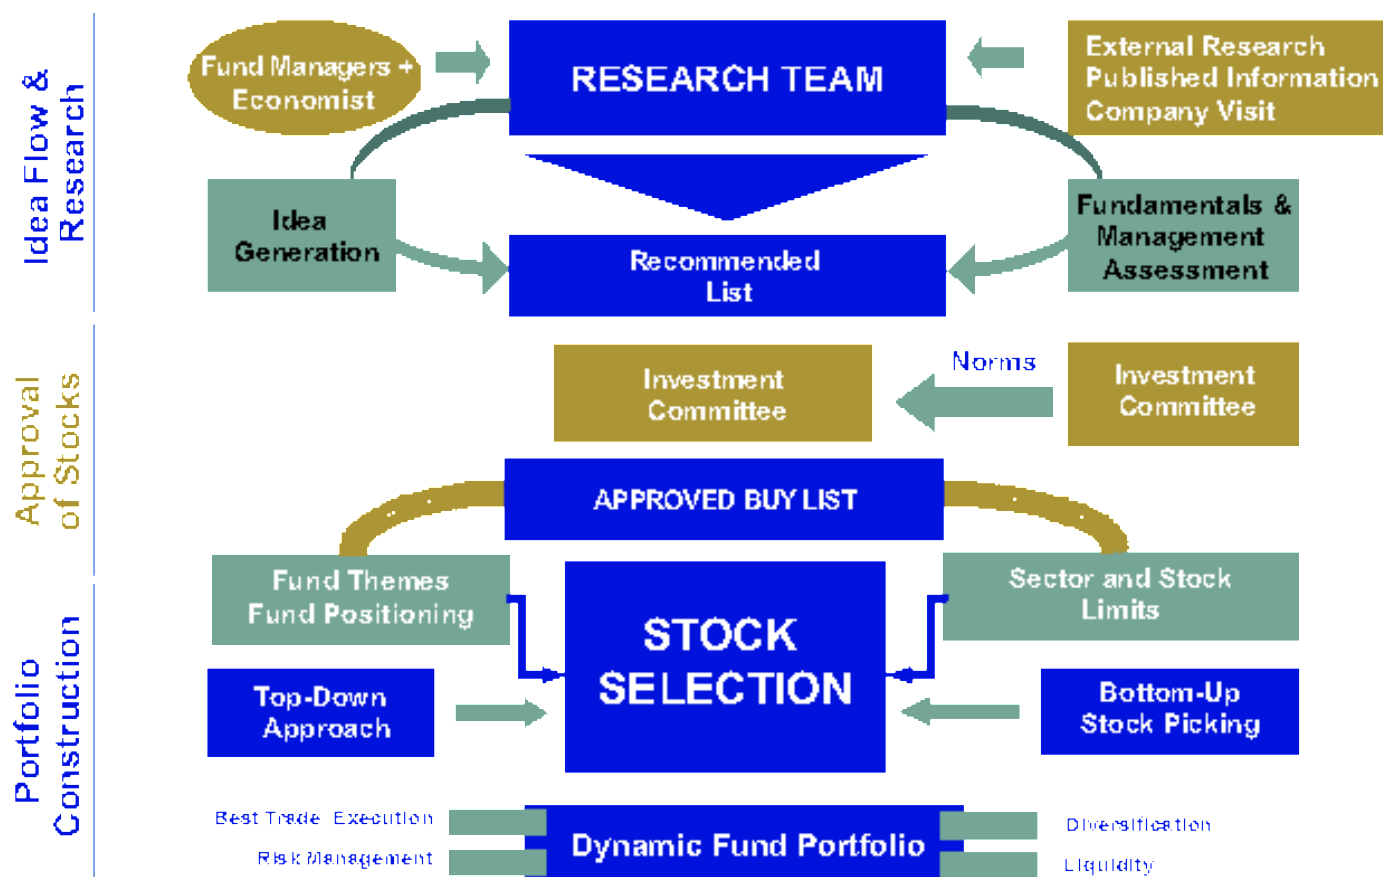 Idea Flow &
Research
Fund Managers +
Economist
RESEARCH TEAM
External Research
Published Information
Company Visit
Idea
Generation
Recommended
List
Fundamentals &
Management
Assessment
Approval
of Stocks
Investment
Committee
Norms
Investment
Committee
APPROVED BUY LIST
Portfolio
Construction
Fund Themes
Fund Positioning
STOCK
SELECTION
Sector and Stock
Limits
Top-Down
Approach
Bottom-Up
Stock Picking
Best Trade Execution
Risk Management
Dynamic Fund Portfolio
Diversification
Liquidity